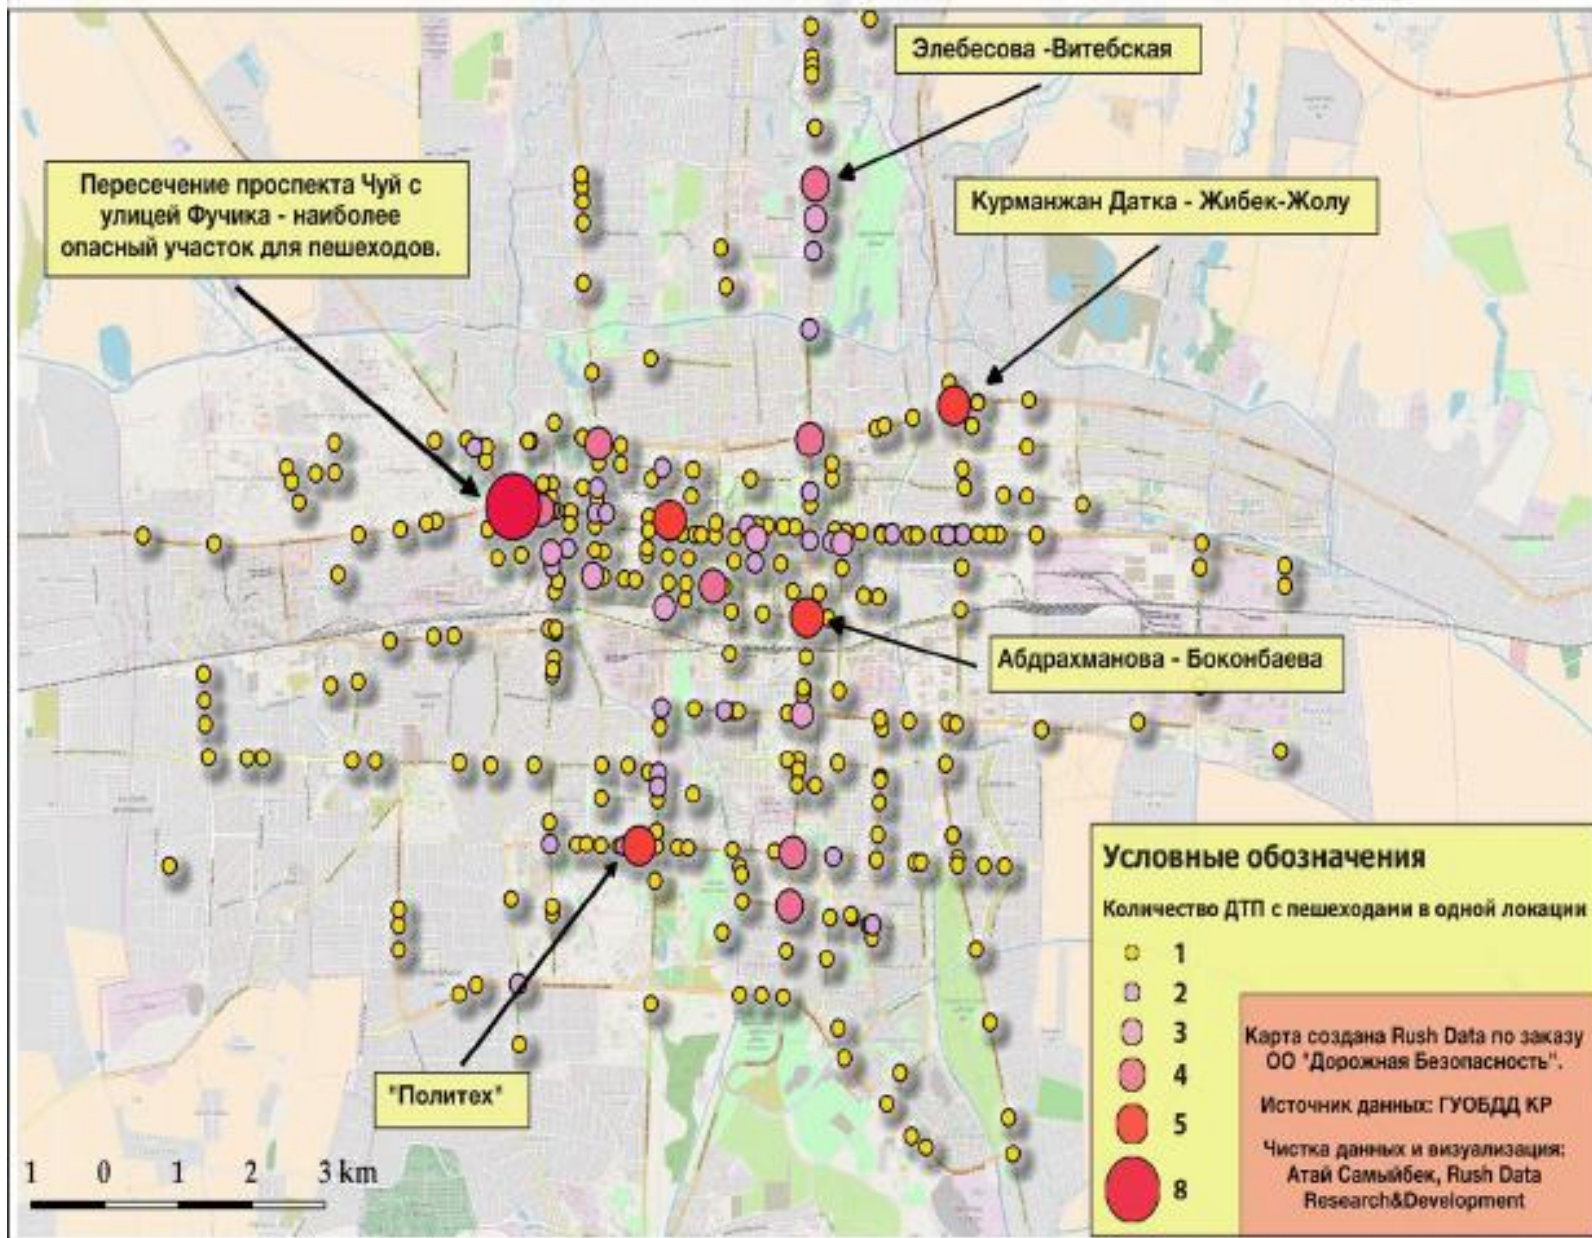 Элебесова -Витебская
Пересечение проспекта Чуй с
улицей Фучика - наиболее
опасный участок для пешеходов.
Курманжан Датка - Жибек-Жолу
Абдрахманова - Боконбаева
"Политех"
Условные обозначения
Количество ДТП с пешеходами в одной локации
1
2
3
4
5
8
Карта создана Rush Data по заказу
ОО "Дорожная Безопасность".
Источник данных: ГУОБДД КР
Чистка данных и визуализация:
Атай Самыйбек, Rush Data
Research&Development
1 0 1 2 3 km